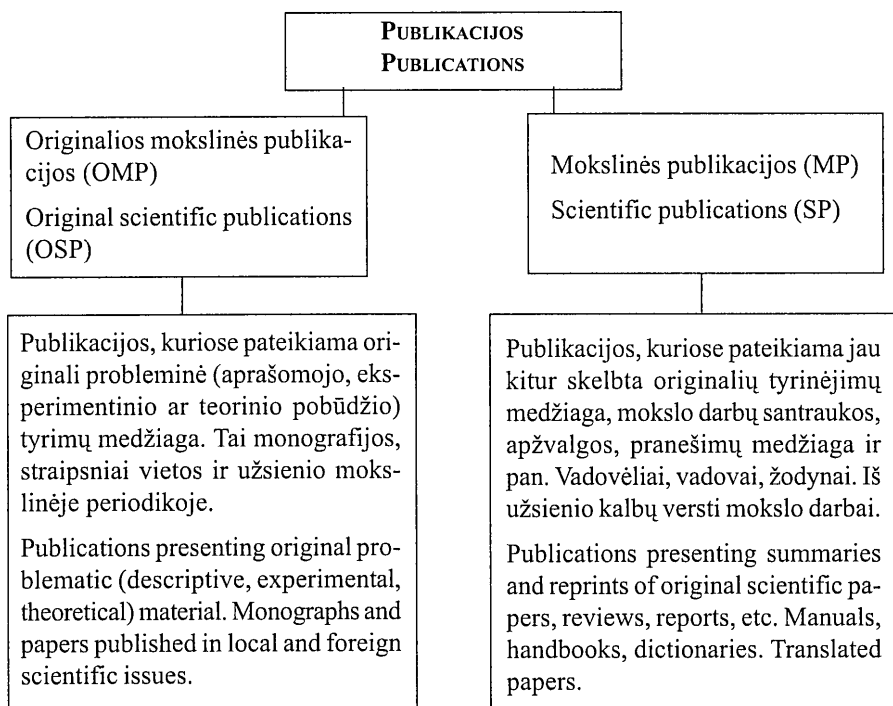 PUBLIKACIJOS
PUBLICATIONS
Originalios mokslinės publika-
cijos (OMP)
Original scientific publications
(OSP)
Mokslinės publikacijos (MP)
Scientific publications (SP)
Publikacijos, kuriose pateikiama ori-
ginali probleminė (aprašomojo, eks-
perimentinio ar teorinio pobūdžio)
tyrimų medžiaga. Tai monografijos,
straipsniai vietos ir užsienio moks-
linėje periodikoje.
Publications presenting original pro-
blematic (descriptive, experimental,
theoretical) material. Monographs and
papers published in local and foreign
scientific issues.
Publikacijos, kuriose pateikiama jau
kitur skelbta originalių tyrinėjimų
medžiaga, mokslo darbų santraukos,
apžvalgos, pranešimų medžiaga ir
pan. Vadovėliai, vadovai, žodynai. Iš
užsienio kalbų versti mokslo darbai.
Publications presenting summaries
and reprints of original scientific pa-
pers, reviews, reports, etc. Manuals,
handbooks, dictionaries. Translated
papers.